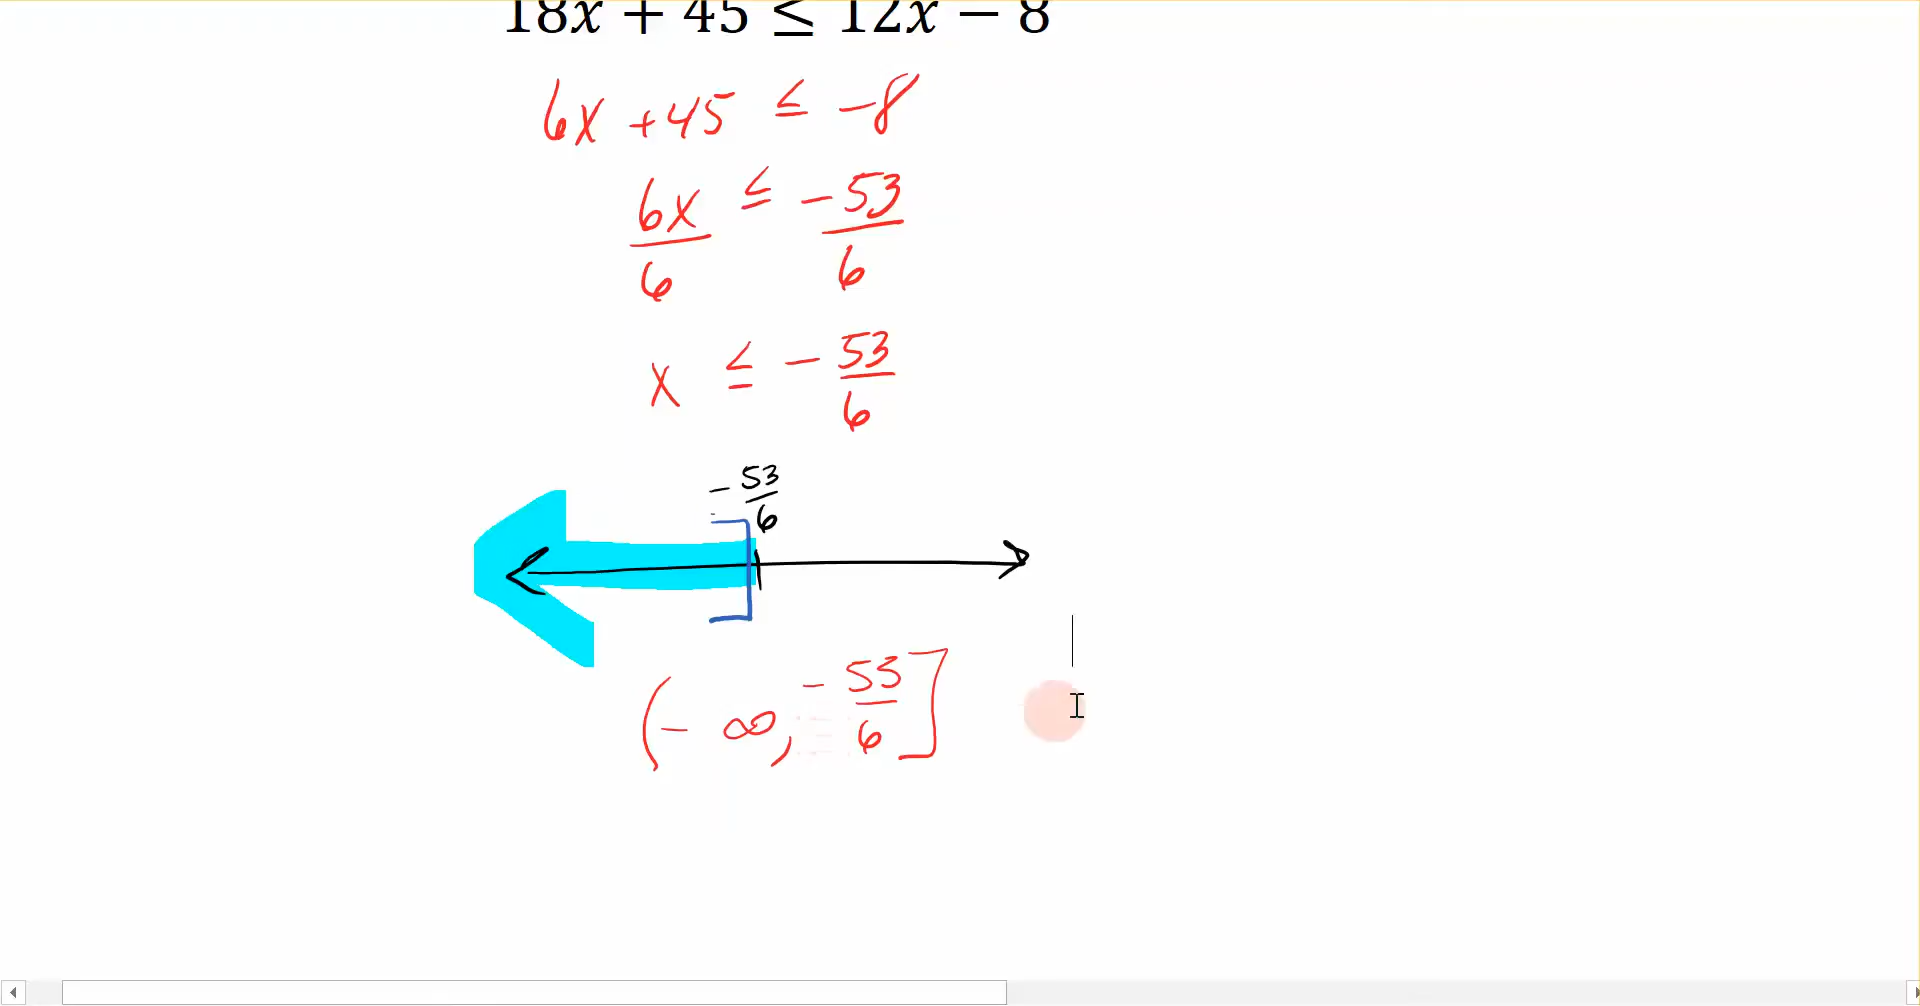 18x + 45 ≤ 12x − 8
6x + 45 ≤ -8
6x/6 ≤ -53/6
x ≤ - 53/6
- 53/6
(- ∞, - 53/6]